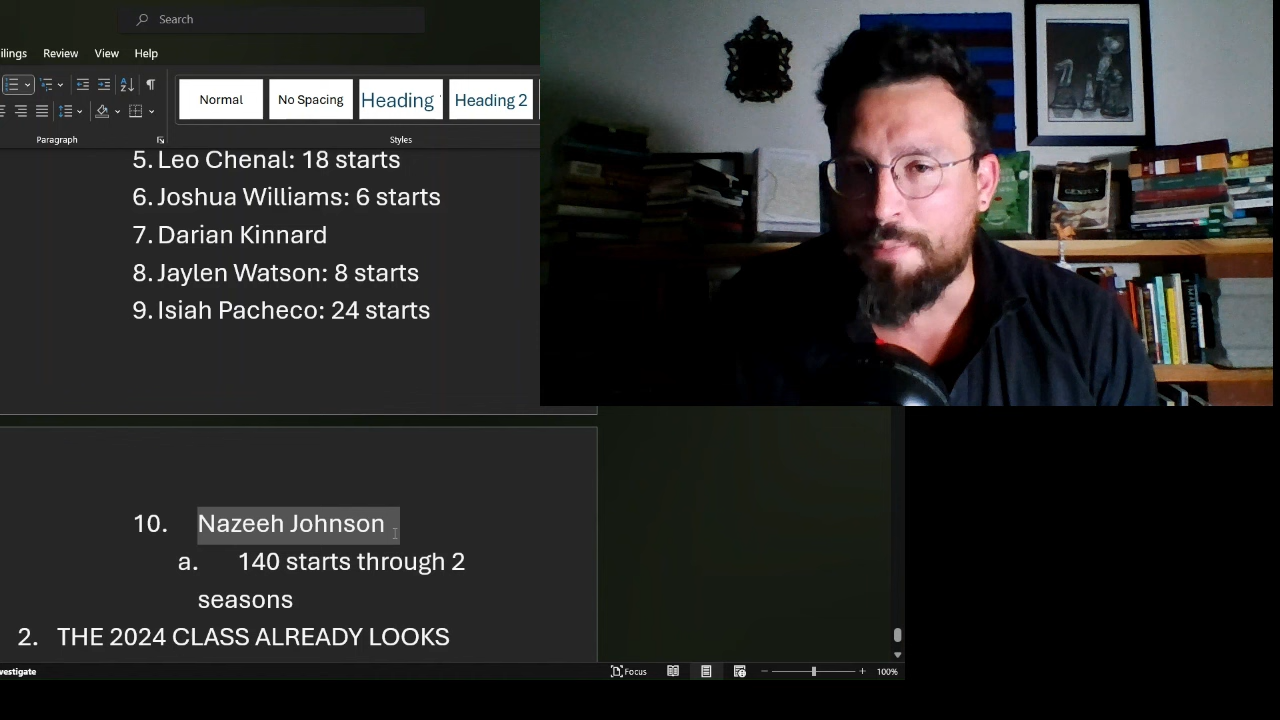 Search
ilings Review View Help
Normal
No Spacing
Heading
Heading 2
Paragraph
Styles
5. Leo Chenal: 18 starts
6. Joshua Williams: 6 starts
7. Darian Kinnard
8. Jaylen Watson: 8 starts
9. Isiah Pacheco: 24 starts
10. Nazeeh Johnson
a. 140 starts through 2
seasons
2. THE 2024 CLASS ALREADY LOOKS
vestigate
Focus
100%
GENIUS